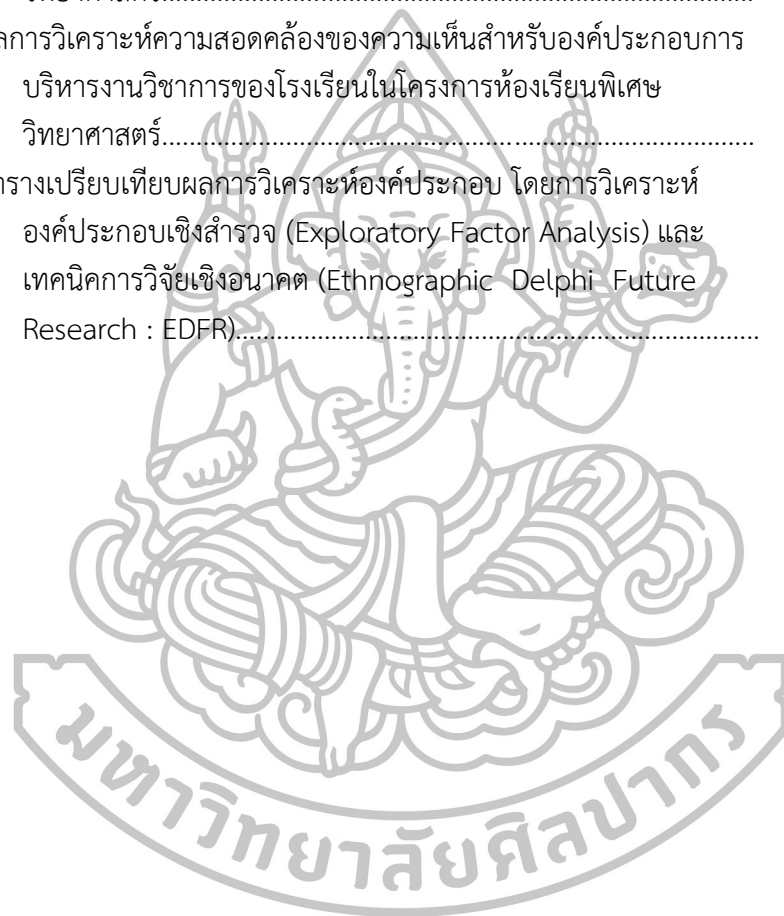 ลการวิเคราะห์ความสอดคล้องของความเห็นสำหรับองค์ประกอบการ
บริหารงานวิชาการของโรงเรียนในโครงการห้องเรียนพิเศษ
วิทยาศาสตร์................................................................................
ารางเปรียบเทียบผลการวิเคราะห์องค์ประกอบ โดยการวิเคราะห์
องค์ประกอบเชิงสำรวจ (Exploratory Factor Analysis) และ
เทคนิคการวิจัยเชิงอนาคต (Ethnographic Delphi Future
Research : EDFR)......................................................................
มหาวิทยาลัยศิลปากร